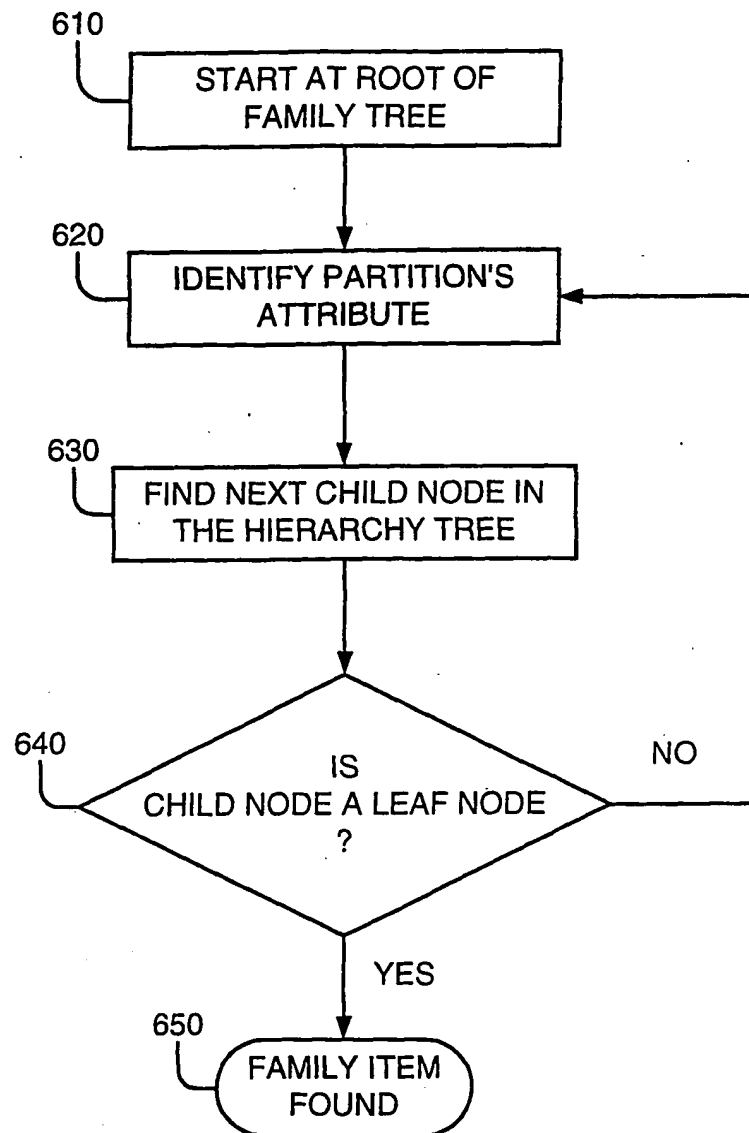 610
START AT ROOT OF
FAMILY TREE
620
IDENTIFY PARTITION'S
ATTRIBUTE
630
FIND NEXT CHILD NODE IN
THE HIERARCHY TREE
640
IS
CHILD NODE A LEAF NODE
?
NO
YES
650
FAMILY ITEM
FOUND